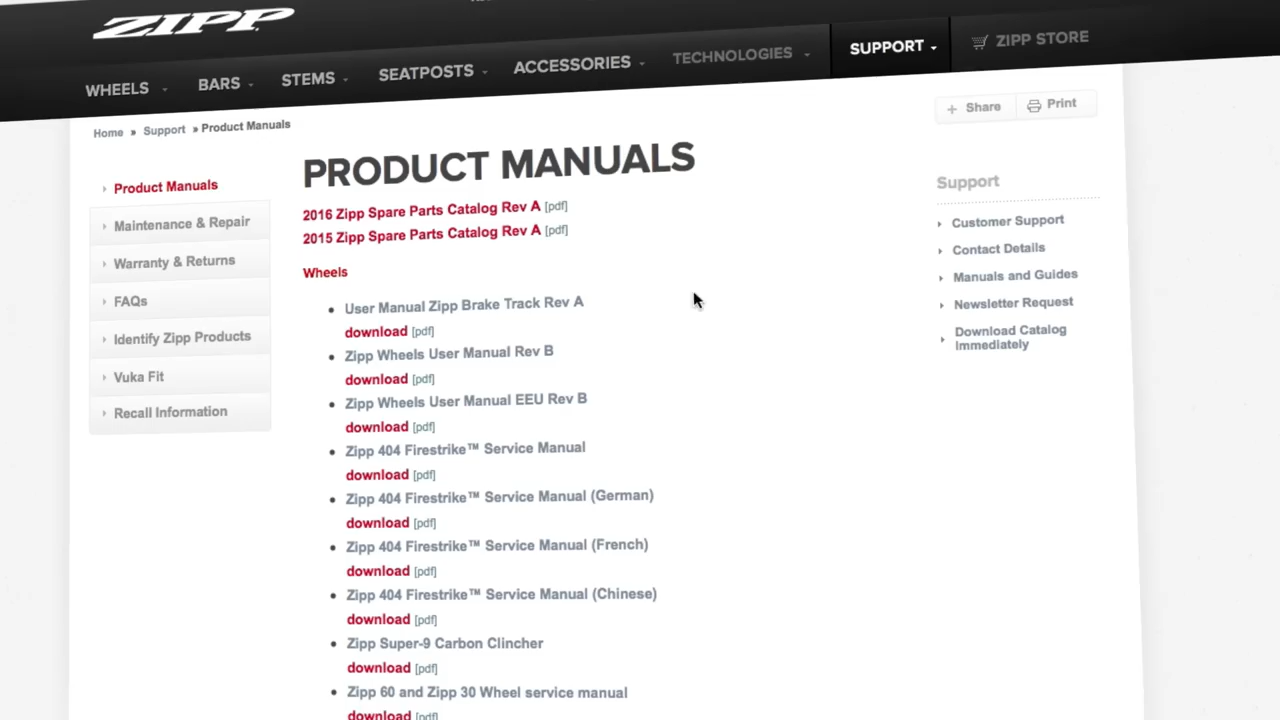 ZIPP
WHEELS
BARS
STEMS
SEATPOSTS
ACCESSORIES
TECHNOLOGIES
SUPPORT
ZIPP STORE
Home » Support » Product Manuals
+ Share
Print
Product Manuals
Maintenance & Repair
Warranty & Returns
FAQs
Identify Zipp Products
Vuka Fit
Recall Information
PRODUCT MANUALS
2016 Zipp Spare Parts Catalog Rev A [pdf]
2015 Zipp Spare Parts Catalog Rev A [pdf]
Wheels
• User Manual Zipp Brake Track Rev A
download [pdf]
• Zipp Wheels User Manual Rev B
download [pdf]
• Zipp Wheels User Manual EEU Rev B
download [pdf]
• Zipp 404 Firestrike™ Service Manual
download [pdf]
• Zipp 404 Firestrike™ Service Manual (German)
download [pdf]
• Zipp 404 Firestrike™ Service Manual (French)
download [pdf]
• Zipp 404 Firestrike™ Service Manual (Chinese)
download [pdf]
• Zipp Super-9 Carbon Clincher
download [pdf]
• Zipp 60 and Zipp 30 Wheel service manual
download [pdf]
Support
Customer Support
Contact Details
Manuals and Guides
Newsletter Request
Download Catalog
Immediately